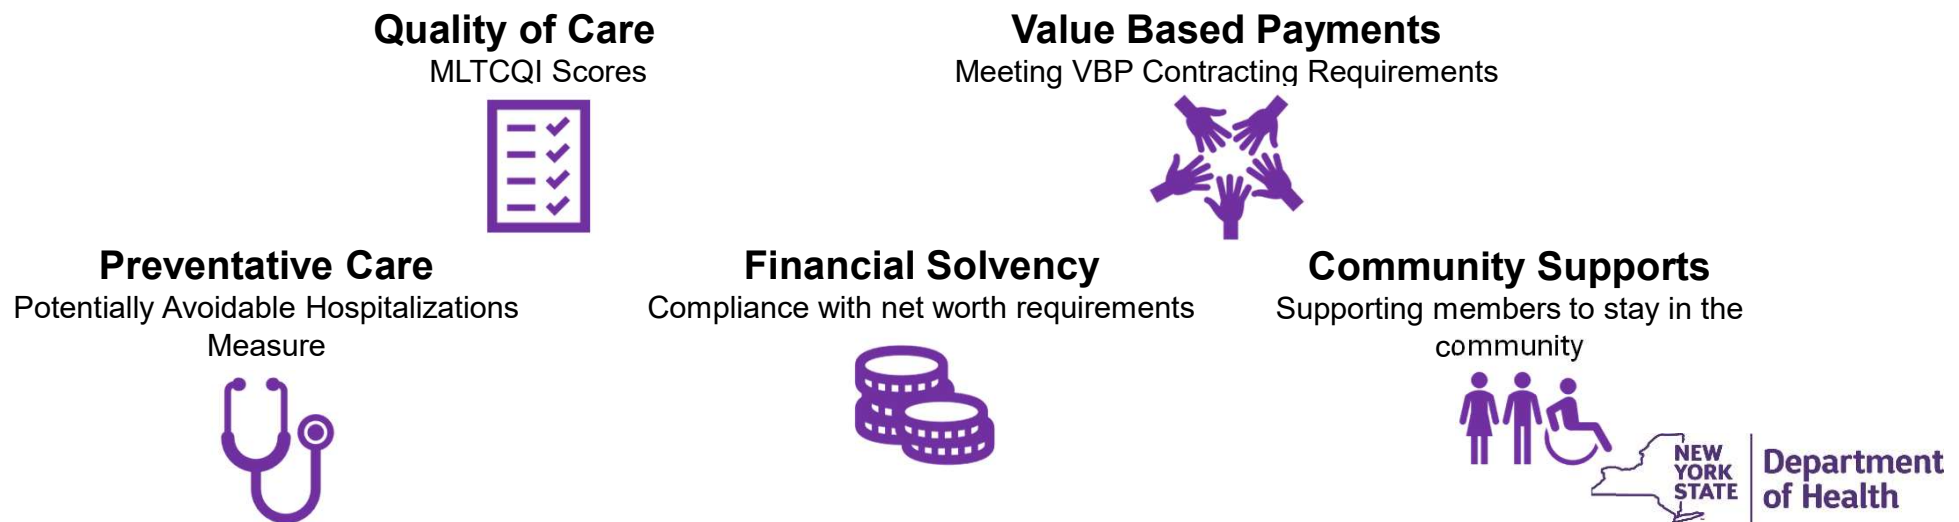 Quality of Care
MLTCQI Scores
Value Based Payments
Meeting VBP Contracting Requirements
Preventative Care
Potentially Avoidable Hospitalizations
Measure
Financial Solvency
Compliance with net worth requirements
Community Supports
Supporting members to stay in the
community
NEW
YORK
STATE
Department
of Health